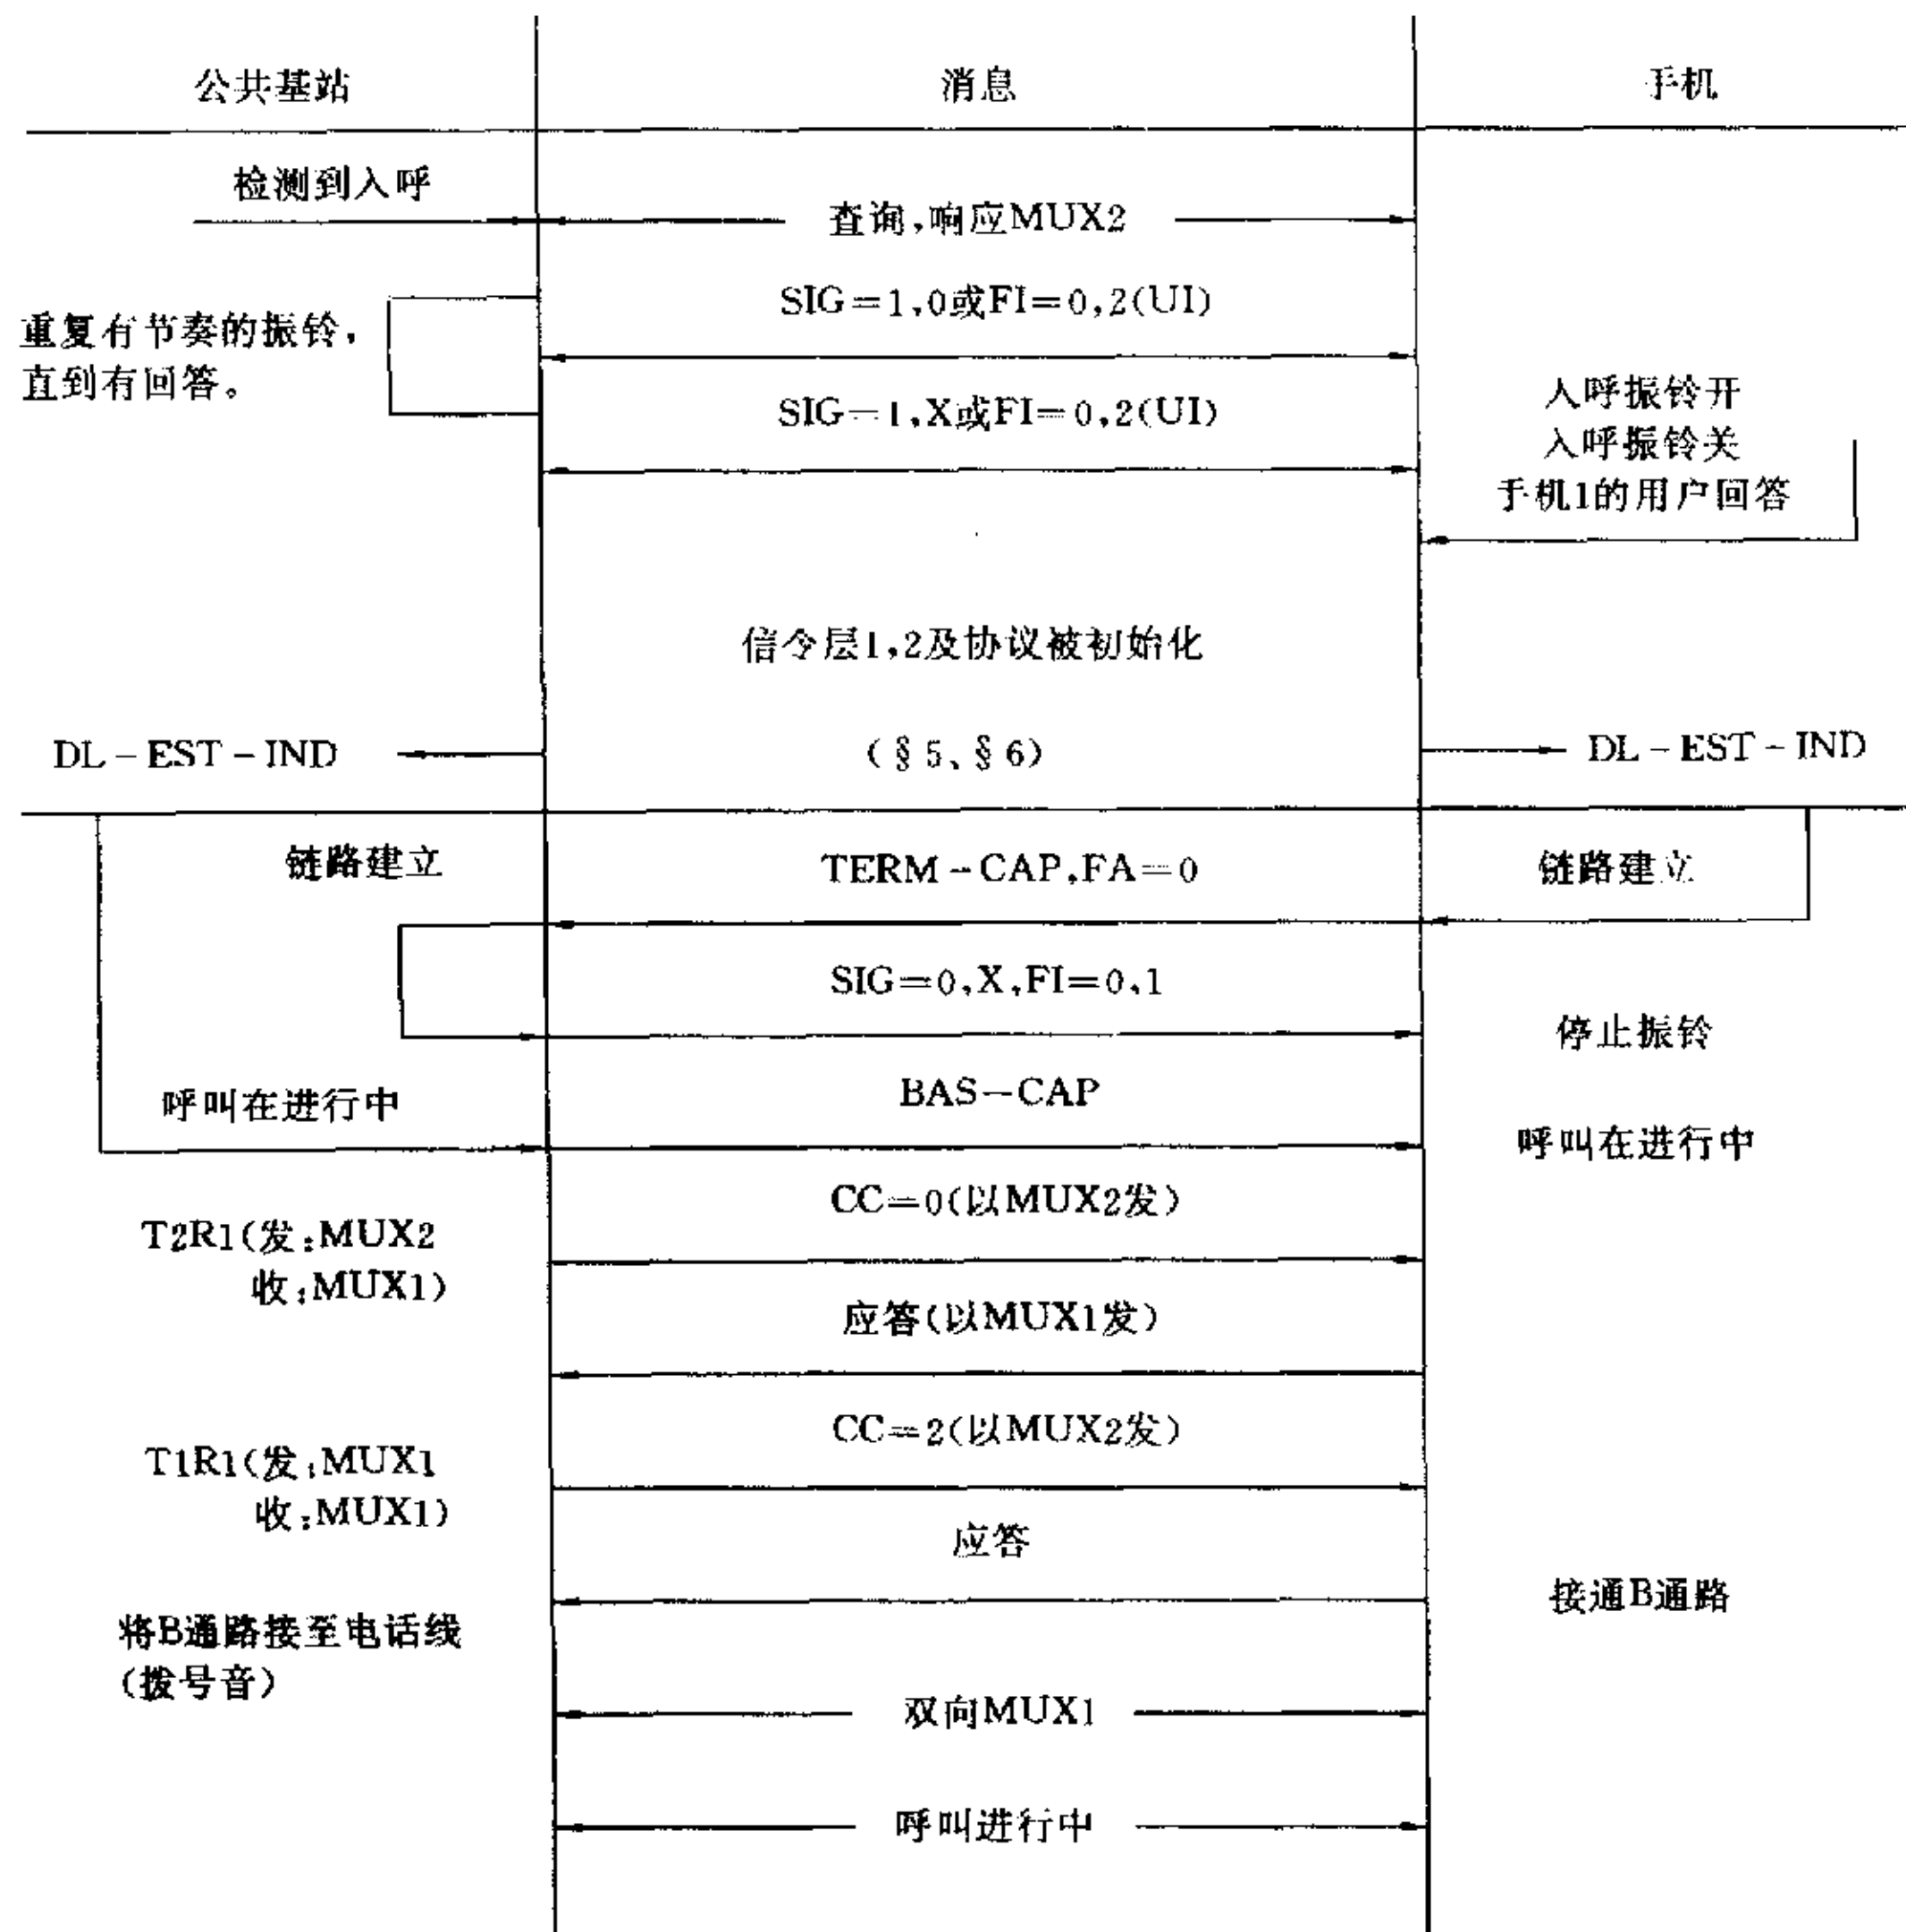 公共基站
消息
手机
检测到入呼
查询,响应MUX2
SIG=1,0或FI=0,2(UI)
重复有节奏的振铃,
直到有回答。
SIG=1,X或FI=0,2(UI)
入呼振铃开
入呼振铃关
手机1的用户回答
信令层1,2及协议被初始化
DL-EST-IND
(§5、§6)
DL-EST-IND
链路建立
TERM-CAP,FA=0
链路建立
SIG=0,X,FI=0,1
停止振铃
BAS-CAP
呼叫在进行中
呼叫在进行中
CC=0(以MUX2发)
T2R1(发:MUX2
收:MUX1)
应答(以MUX1发)
CC=2(以MUX2发)
T1R1(发:MUX1
收:MUX1)
应答
接通B通路
将B通路接至电话线
(拨号音)
双向MUX1
呼叫进行中